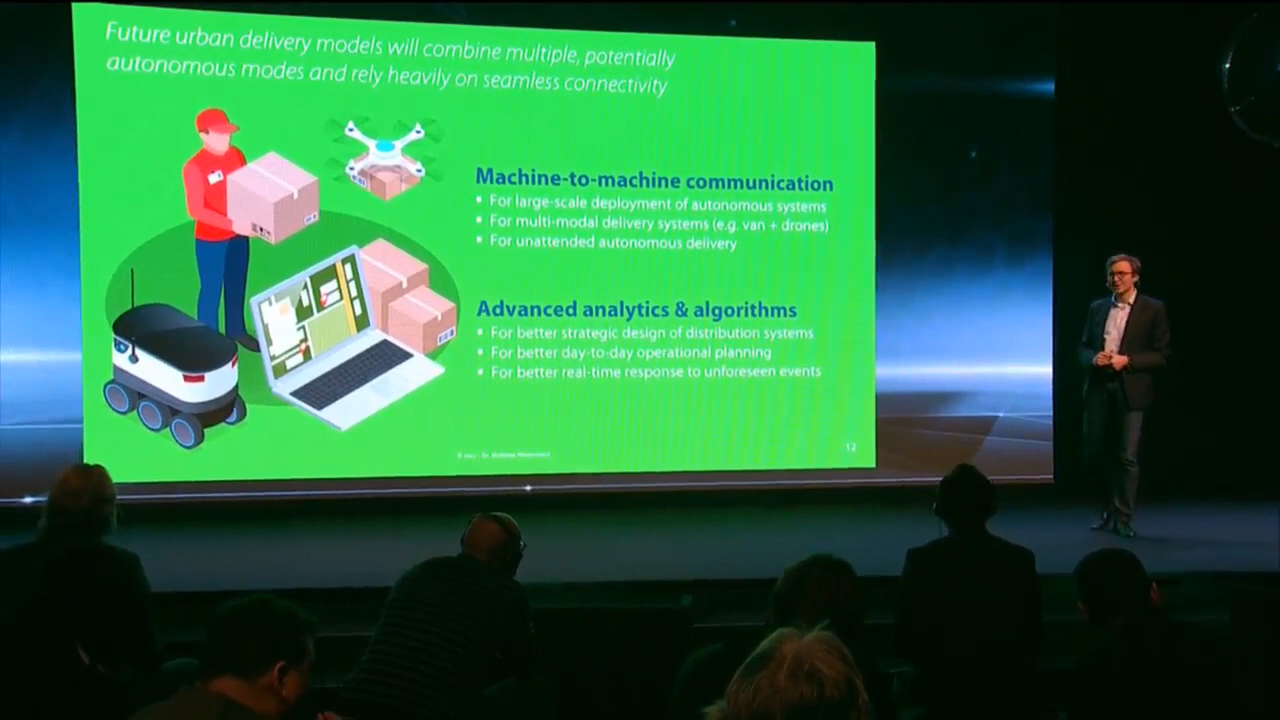 Future urban delivery models will combine multiple, potentially
autonomous modes and rely heavily on seamless connectivity
Machine-to-machine communication
▪ For large-scale deployment of autonomous systems
▪ For multi-modal delivery systems (e.g. van + drones)
▪ For unattended autonomous delivery
Advanced analytics & algorithms
▪ For better strategic design of distribution systems
▪ For better day-to-day operational planning
▪ For better real-time response to unforeseen events
12